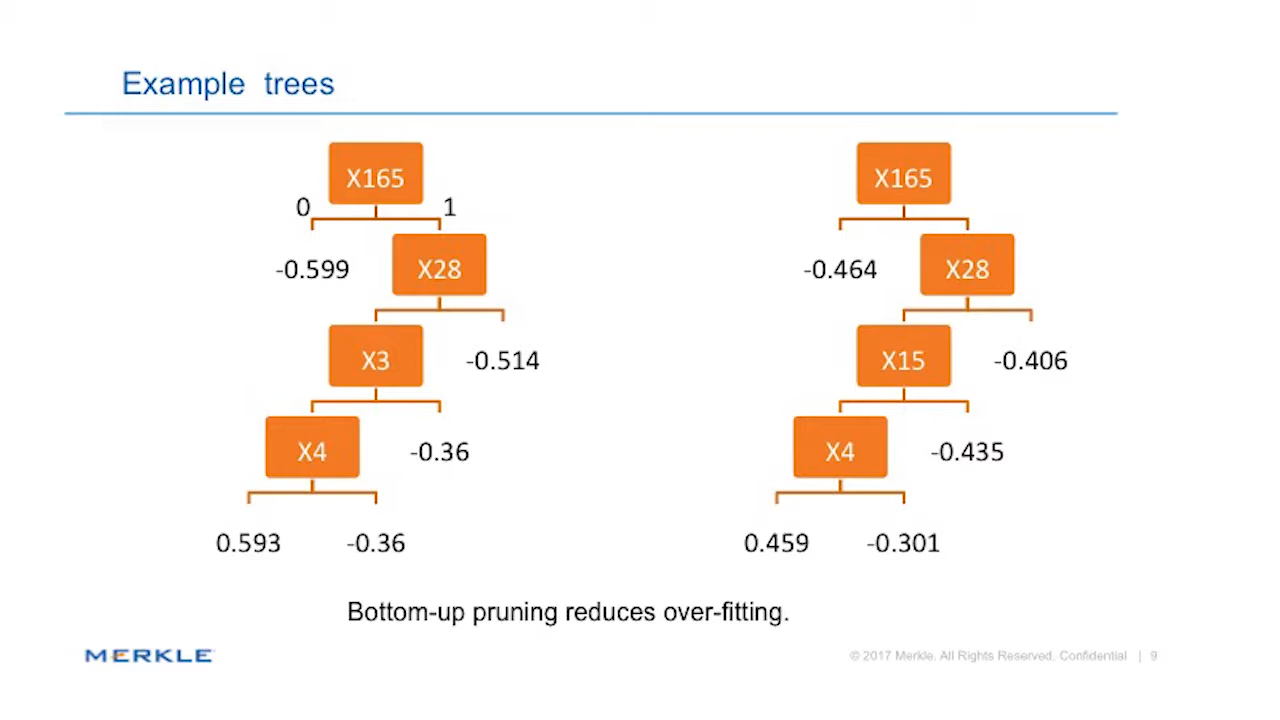 Example trees
X165
X165
0
1
-0.599
X28
-0.464
X28
X3
-0.514
X15
-0.406
X4
-0.36
X4
-0.435
0.593
-0.36
0.459
-0.301
Bottom-up pruning reduces over-fitting.
MERKLE
© 2017 Merkle. All Rights Reserved. Confidential | 9